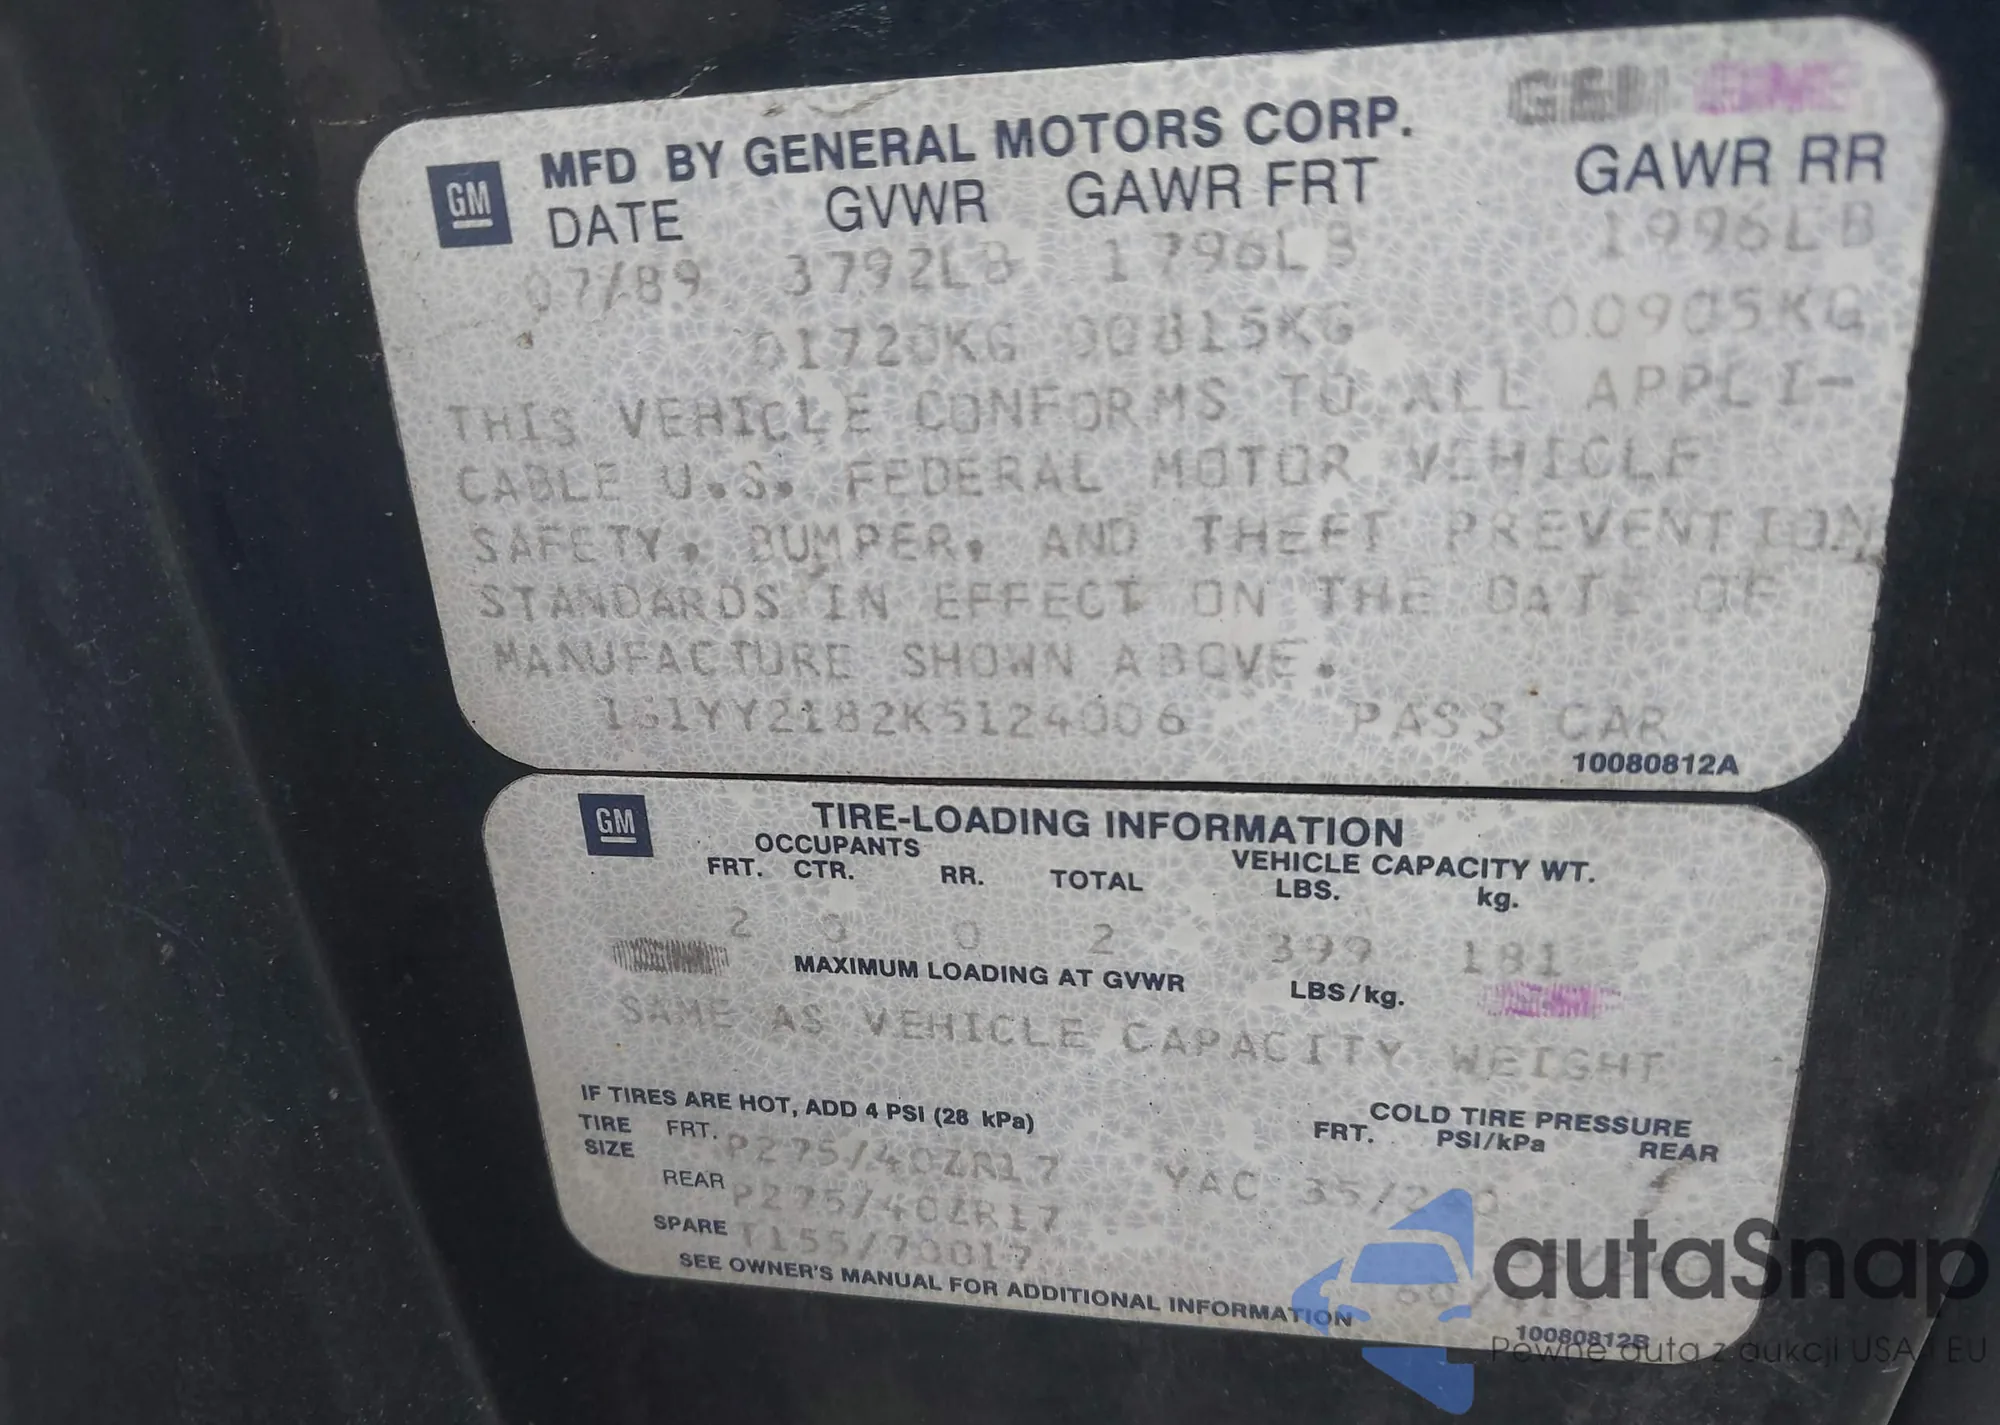 GM
MFD BY GENERAL MOTORS CORP.
DATE GVWR GAWR FRT GAWR RR
07/89 3792LB 1796LB 1996LB
01720KG 00815KG 00905KG
THIS VEHICLE CONFORMS TO ALL APPLI-
CABLE U.S. FEDERAL MOTOR VEHICLE
SAFETY, BUMPER, AND THEFT PREVENTION
STANDARDS IN EFFECT ON THE DATE OF
MANUFACTURE SHOWN ABOVE.
1G1YY2182K5124006 PASS CAR
10080812A
GM
TIRE-LOADING INFORMATION
OCCUPANTS VEHICLE CAPACITY WT.
FRT. CTR. RR. TOTAL LBS. kg.
2 0 0 2 399 181
MAXIMUM LOADING AT GVWR LBS/kg.
SAME AS VEHICLE CAPACITY WEIGHT
IF TIRES ARE HOT, ADD 4 PSI (28 kPa) COLD TIRE PRESSURE
TIRE SIZE FRT. PSI/kPa REAR
FRT. P275/40ZR17 YAC
REAR P275/40ZR17
SPARE T155/70D17
SEE OWNER'S MANUAL FOR ADDITIONAL INFORMATION
10080812B
autaSnap
Pewne auta z aukcji USA i EU